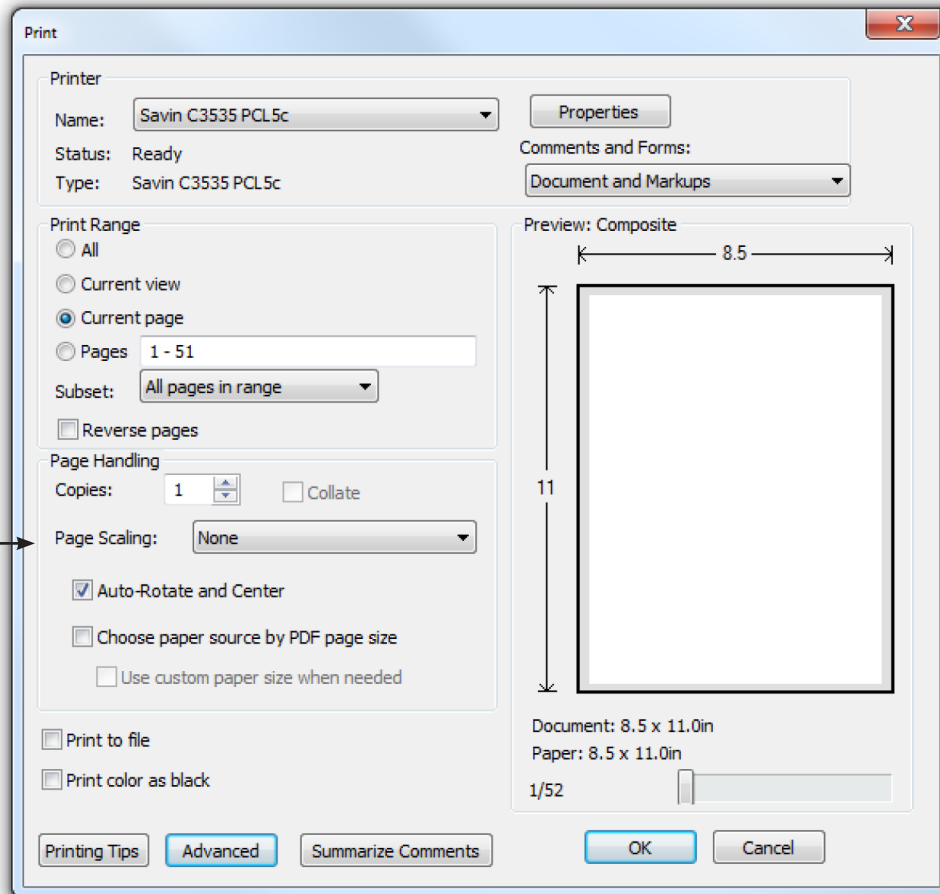 Print
X
Printer
Name: Savin C3535 PCL5c
Properties
Status: Ready
Comments and Forms:
Type: Savin C3535 PCL5c
Document and Markups
Print Range
All
Current view
Current page
Pages 1 - 51
Subset: All pages in range
Reverse pages
Page Handling
Copies: 1
Collate
Page Scaling: None
Auto-Rotate and Center
Choose paper source by PDF page size
Use custom paper size when needed
Print to file
Print color as black
Preview: Composite
8.5
11
Document: 8.5 x 11.0in
Paper: 8.5 x 11.0in
1/52
Printing Tips
Advanced
Summarize Comments
OK
Cancel